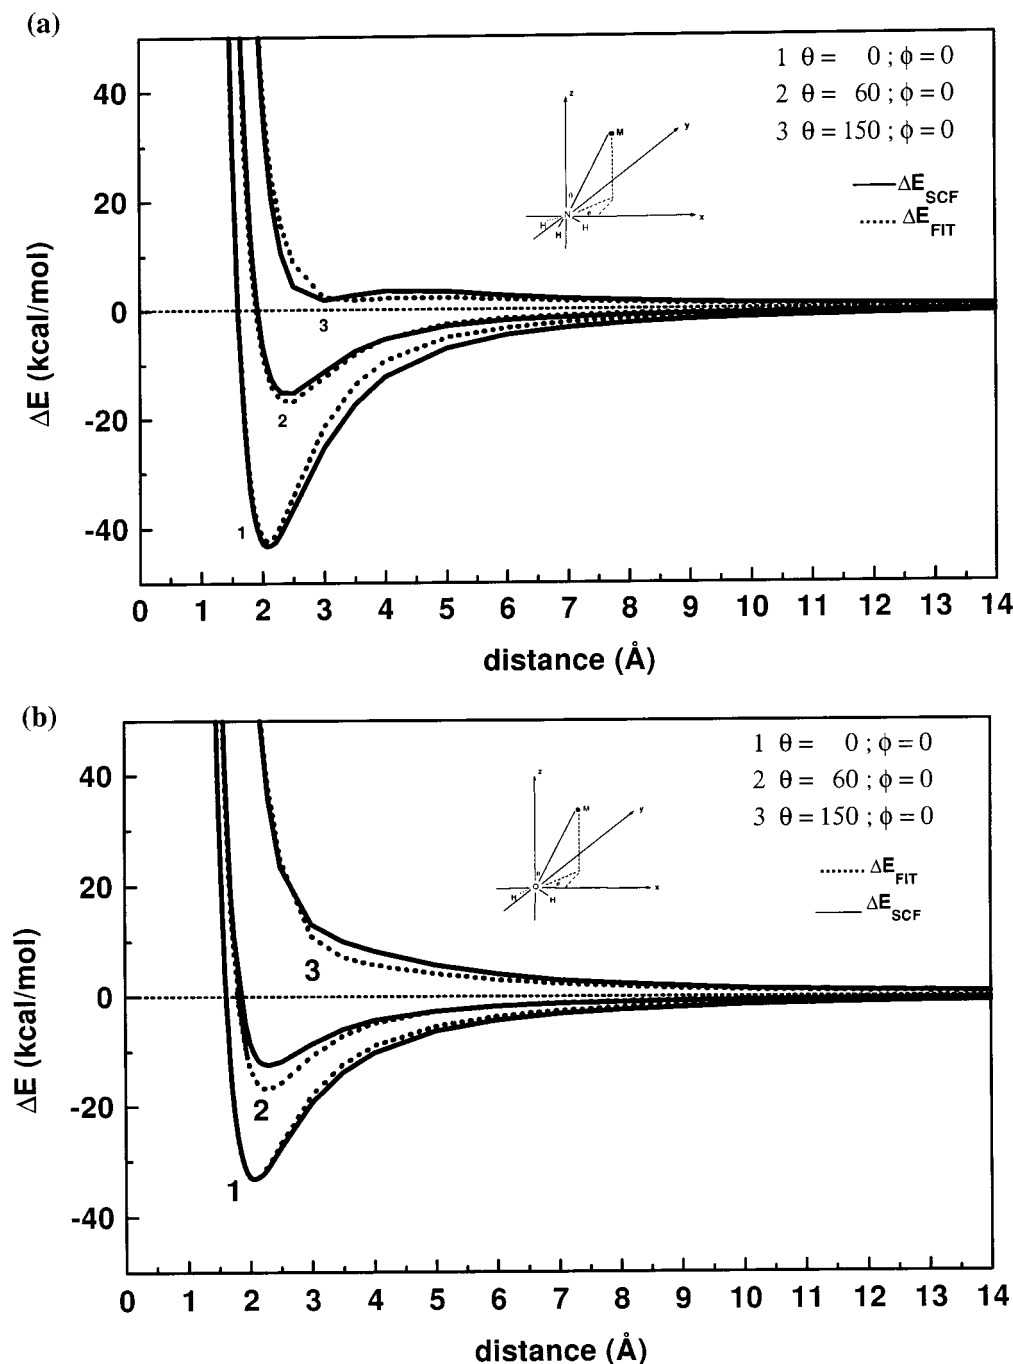 (a)
1 θ = 0 ; ϕ = 0
2 θ = 60 ; ϕ = 0
3 θ = 150 ; ϕ = 0
ΔE_SCF
ΔE_FIT
z
M
y
θ
N
x
H
H
H
40
20
0
-20
-40
ΔE (kcal/mol)
3
2
1
0 1 2 3 4 5 6 7 8 9 10 11 12 13 14
distance (Å)
(b)
1 θ = 0 ; ϕ = 0
2 θ = 60 ; ϕ = 0
3 θ = 150 ; ϕ = 0
ΔE_FIT
ΔE_SCF
z
M
y
θ
O
x
H
H
40
20
0
-20
-40
ΔE (kcal/mol)
3
2
1
0 1 2 3 4 5 6 7 8 9 10 11 12 13 14
distance (Å)